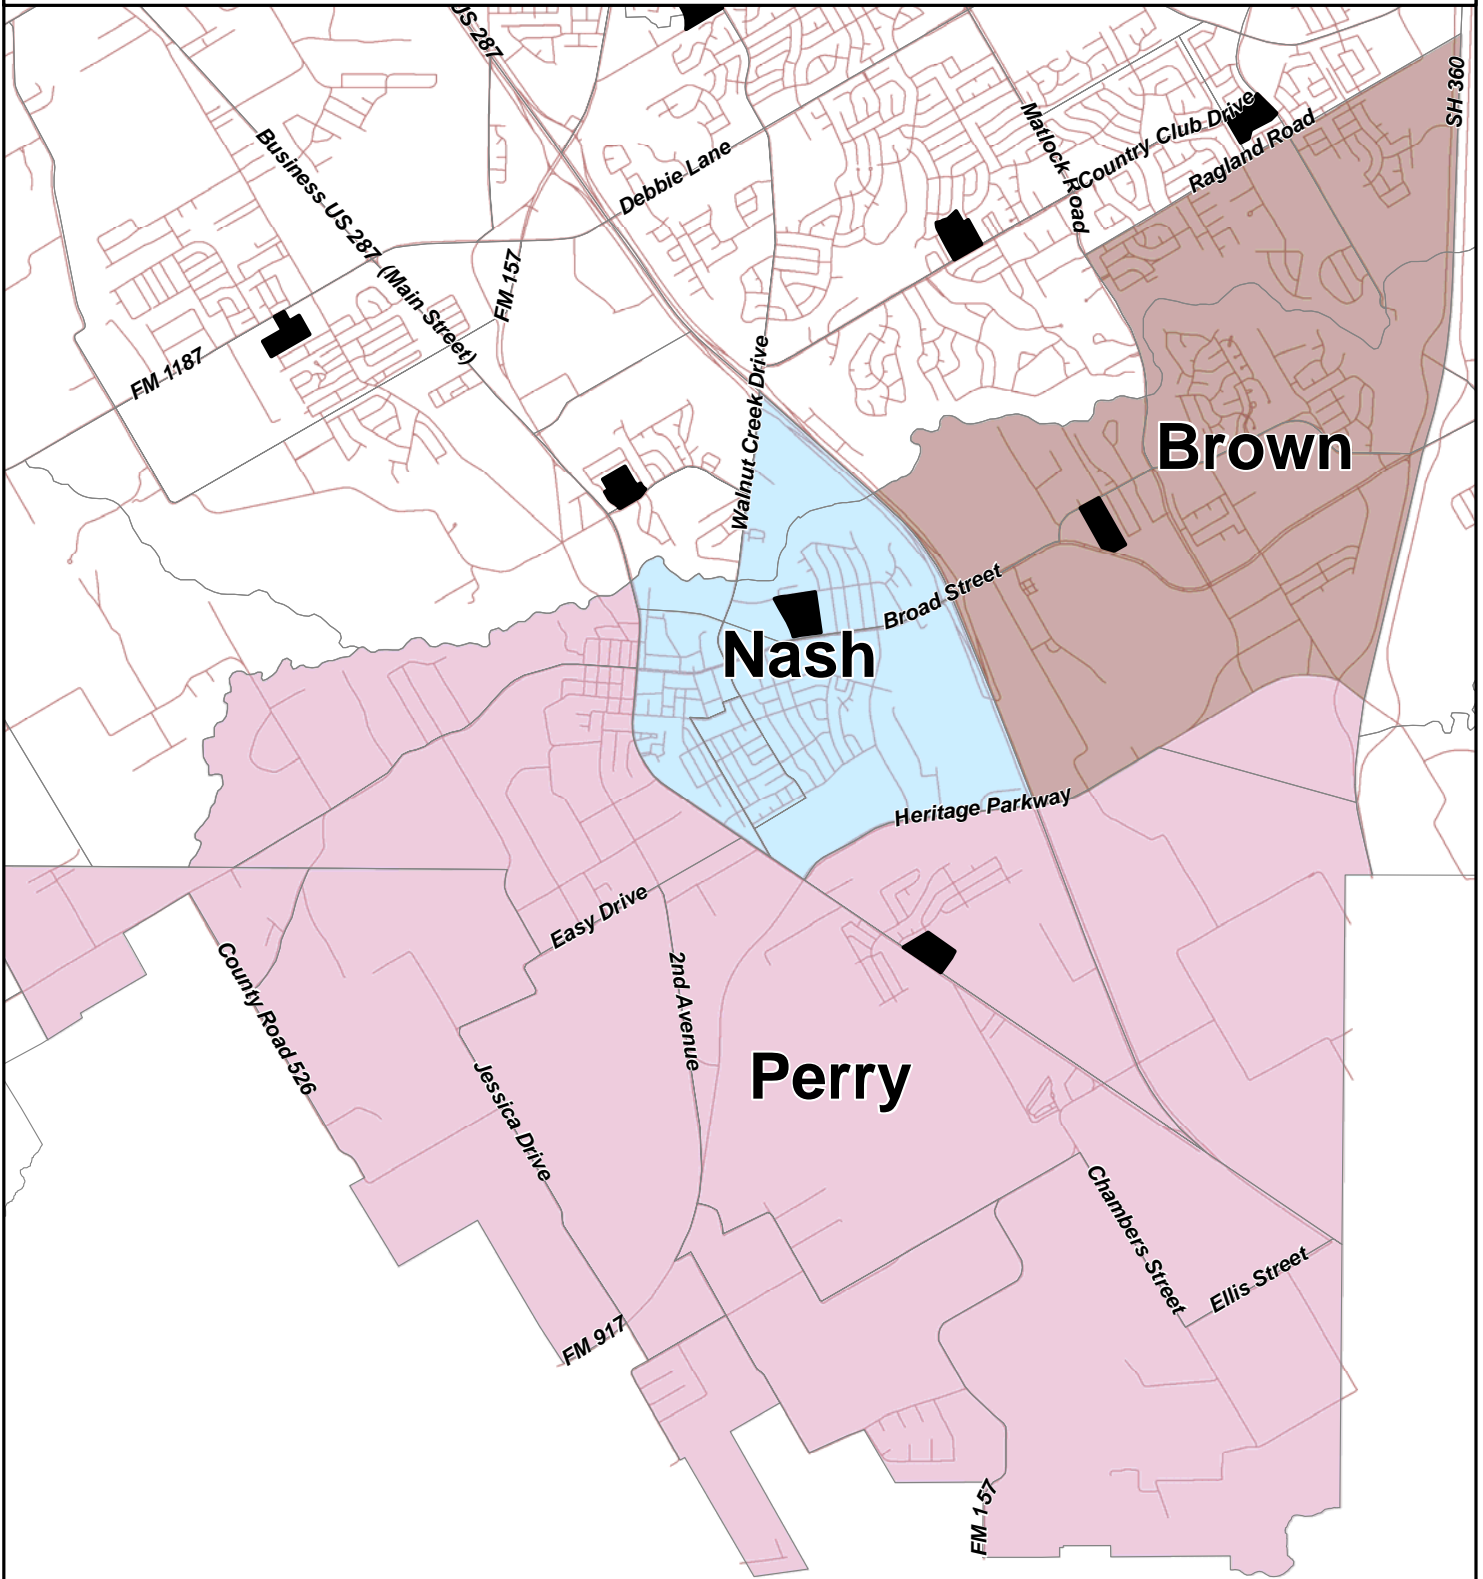 US 287
SH 360
Matlock Road
Country Club Drive
Ragland Road
Business US 287 (Main Street)
Debbie Lane
FM 157
FM 1187
Walnut Creek Drive
Brown
Broad Street
Nash
Heritage Parkway
Easy Drive
County Road 526
2nd Avenue
Jessica Drive
Perry
Chambers Street
Ellis Street
FM 917
FM 157